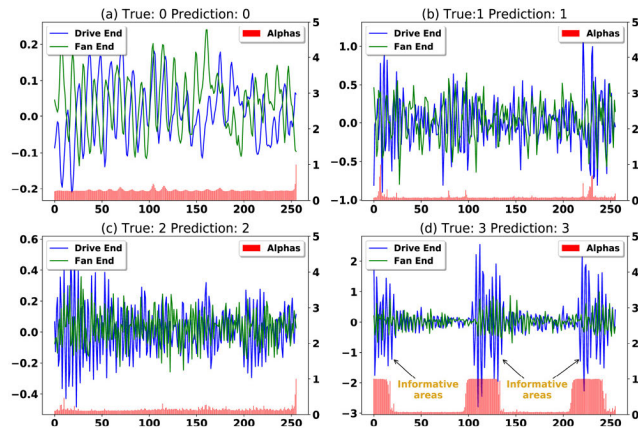 (a) True: 0 Prediction: 0
Drive End
Fan End
Alphas
0.2
0.1
0.0
−0.1
−0.2
5
4
3
2
1
0
0 50 100 150 200 250
(b) True:1 Prediction: 1
Drive End
Fan End
Alphas
1.0
0.5
0.0
−0.5
−1.0
5
4
3
2
1
0
0 50 100 150 200 250
(c) True: 2 Prediction: 2
Drive End
Fan End
Alphas
0.6
0.4
0.2
0.0
−0.2
−0.4
5
4
3
2
1
0
0 50 100 150 200 250
(d) True: 3 Prediction: 3
Drive End
Fan End
Alphas
2
1
0
−1
−2
−3
5
4
3
2
1
0
Informative
areas
Informative
areas
0 50 100 150 200 250